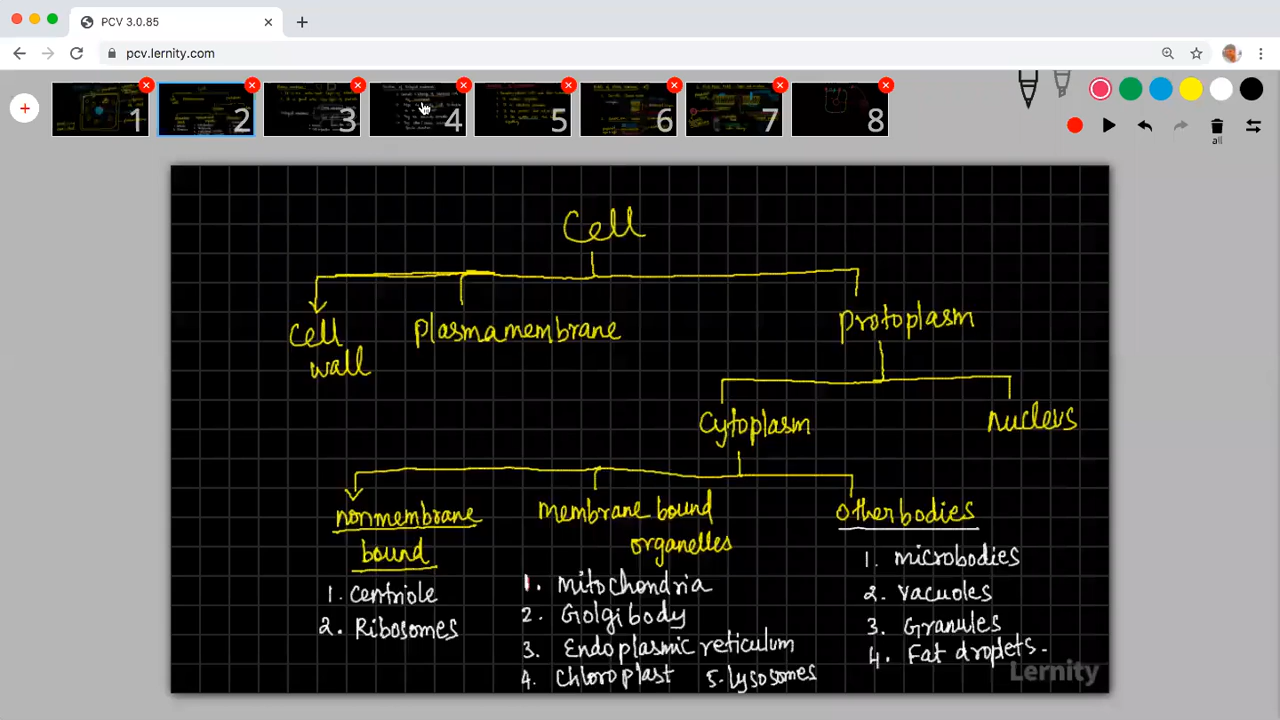 PCV 3.0.85
pcv.lernity.com
1 2 3 4 5 6 7 8
all
Cell
Cell wall
Plasmamembrane
Protoplasm
Cytoplasm
nucleus
nonmembrane
bound
1. Centriole
2. Ribosomes
membrane bound
organelles
1. Mitochondria
2. Golgi body
3. Endoplasmic reticulum
4. Chloroplast 5. lysosomes
Other bodies
1. microbodies
2. Vacuoles
3. Granules
4. Fat droplets.
Lernity